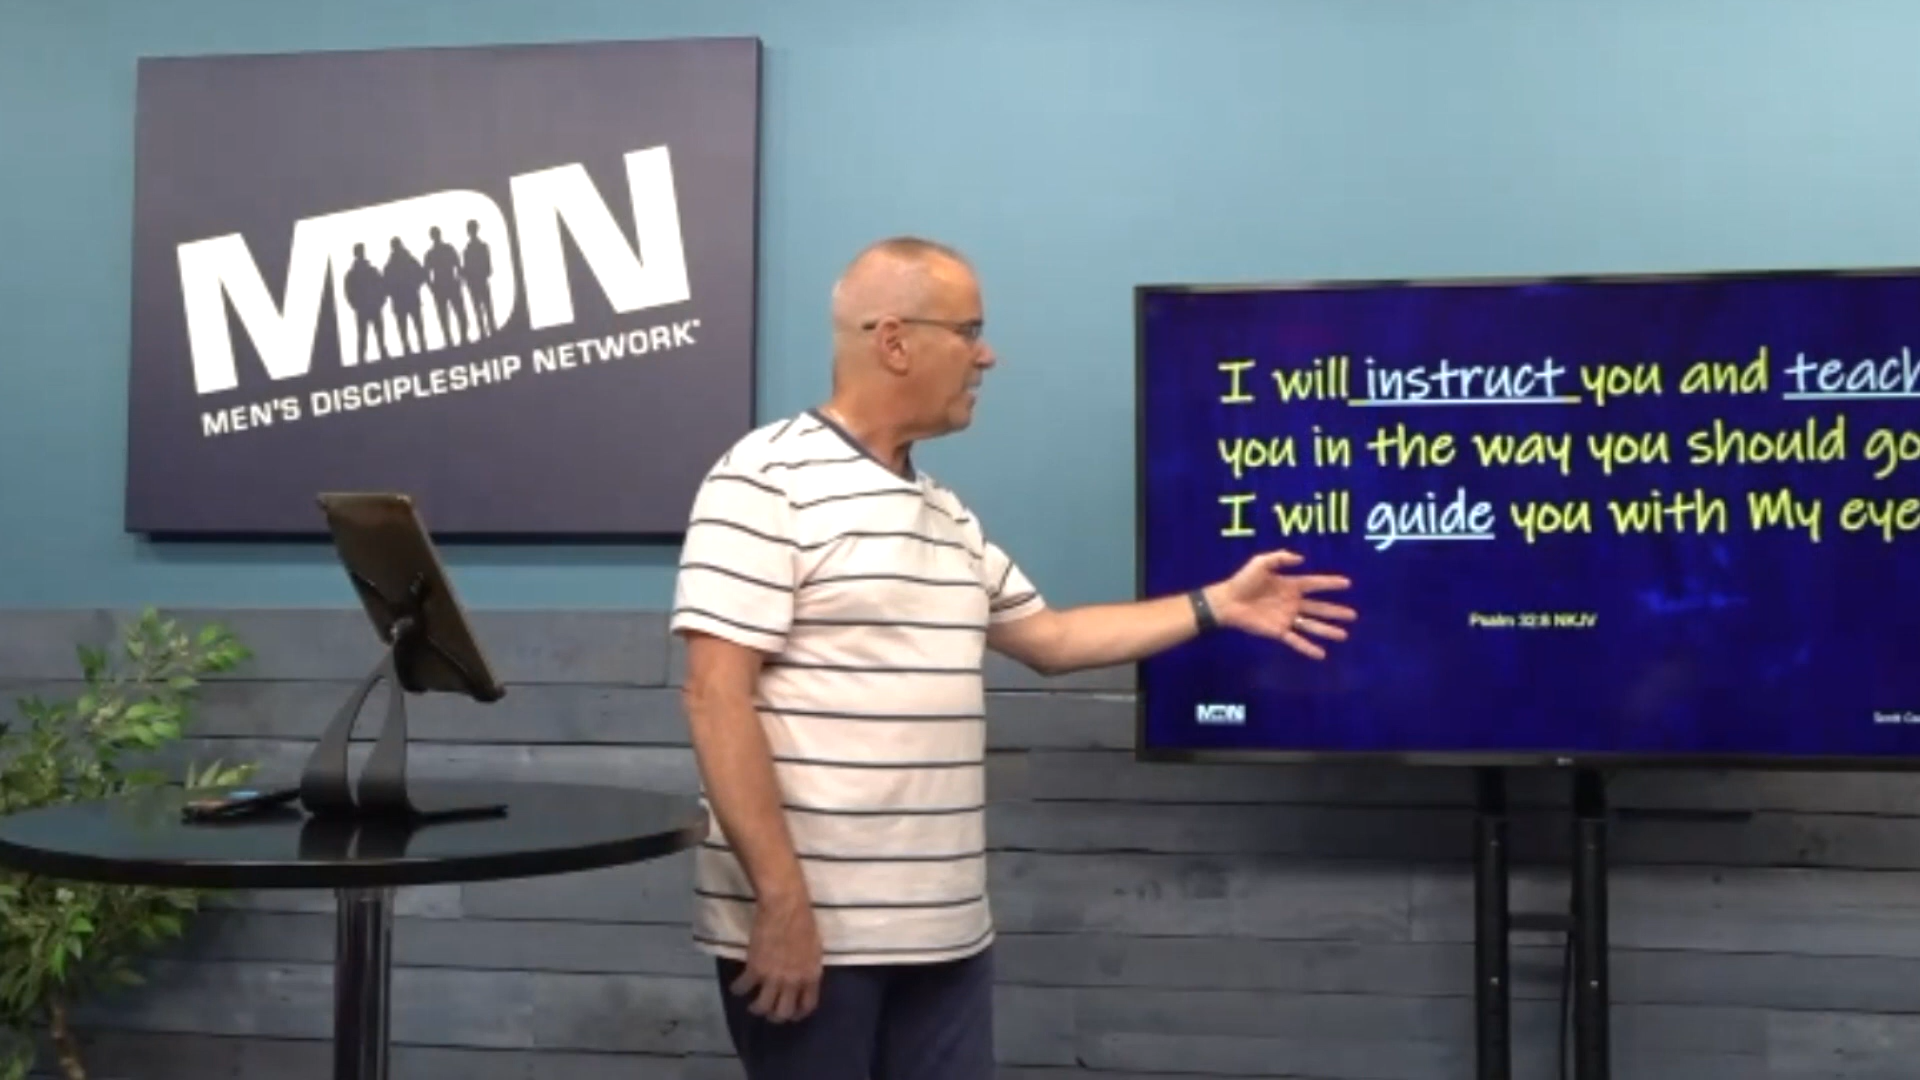 MDN
MEN'S DISCIPLESHIP NETWORK
I will instruct you and teach
you in the way you should go
I will guide you with My eye
Psalm 32:8 NKJV
MDN
Scott